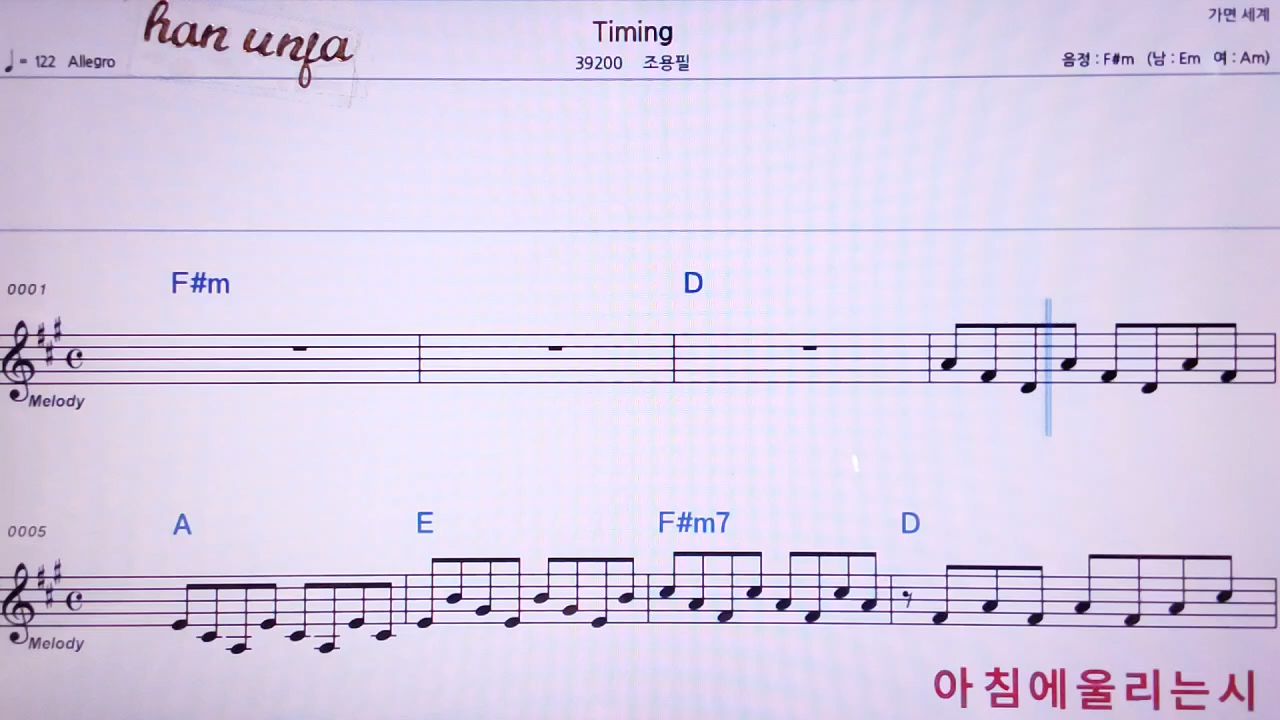 han unfa
Timing
가면 세계
♩= 122 Allegro
39200 조용필
음정 : F#m (남 : Em 여 : Am)
F#m D
0001
Melody
A E F#m7 D
0005
Melody
아침에울리는시